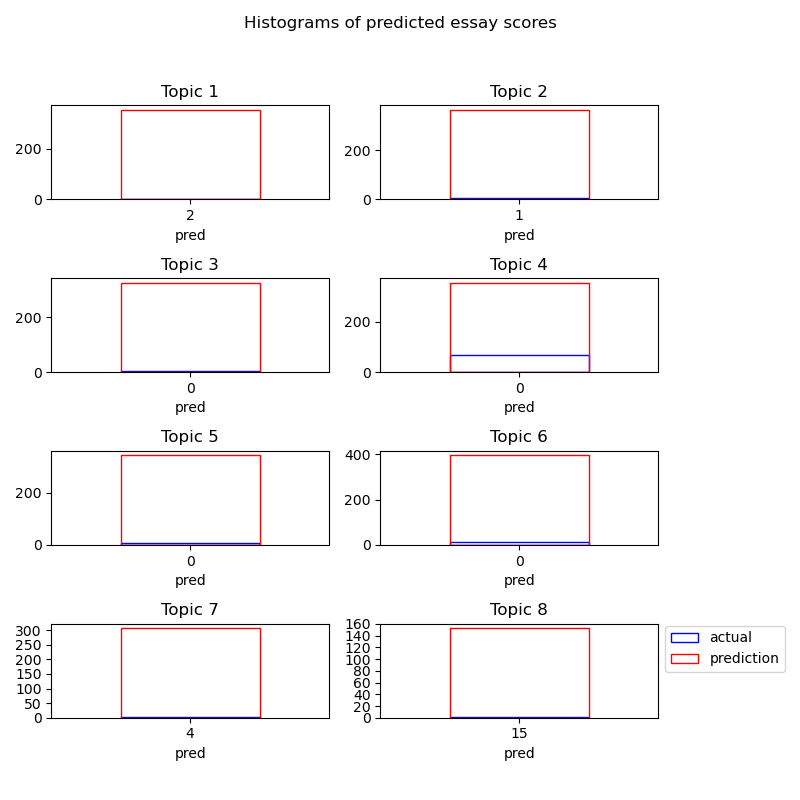 Histograms of predicted essay scores
Topic 1
200
0
2
pred
Topic 2
200
0
1
pred
Topic 3
200
0
0
pred
Topic 4
200
0
0
pred
Topic 5
200
0
0
pred
Topic 6
400
200
0
0
pred
Topic 7
300
250
200
150
100
50
0
4
pred
Topic 8
160
140
120
100
80
60
40
20
0
15
pred
actual
prediction